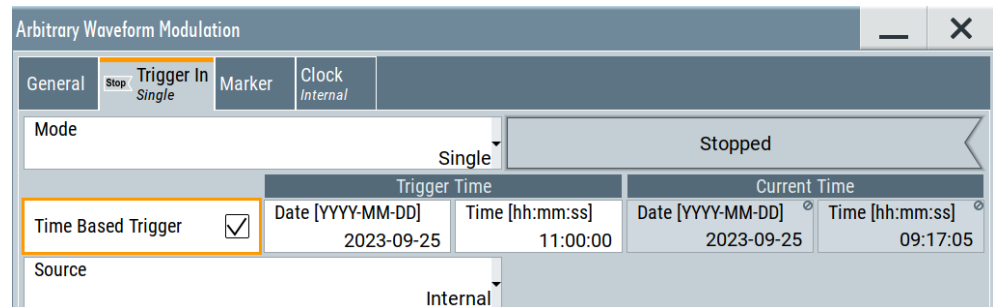 Arbitrary Waveform Modulation
General
Stop
Trigger In
Single
Marker
Clock
Internal
Mode
Single
Stopped
Trigger Time
Current Time
Time Based Trigger
Date [YYYY-MM-DD]
2023-09-25
Time [hh:mm:ss]
11:00:00
Date [YYYY-MM-DD]
2023-09-25
Time [hh:mm:ss]
09:17:05
Source
Internal